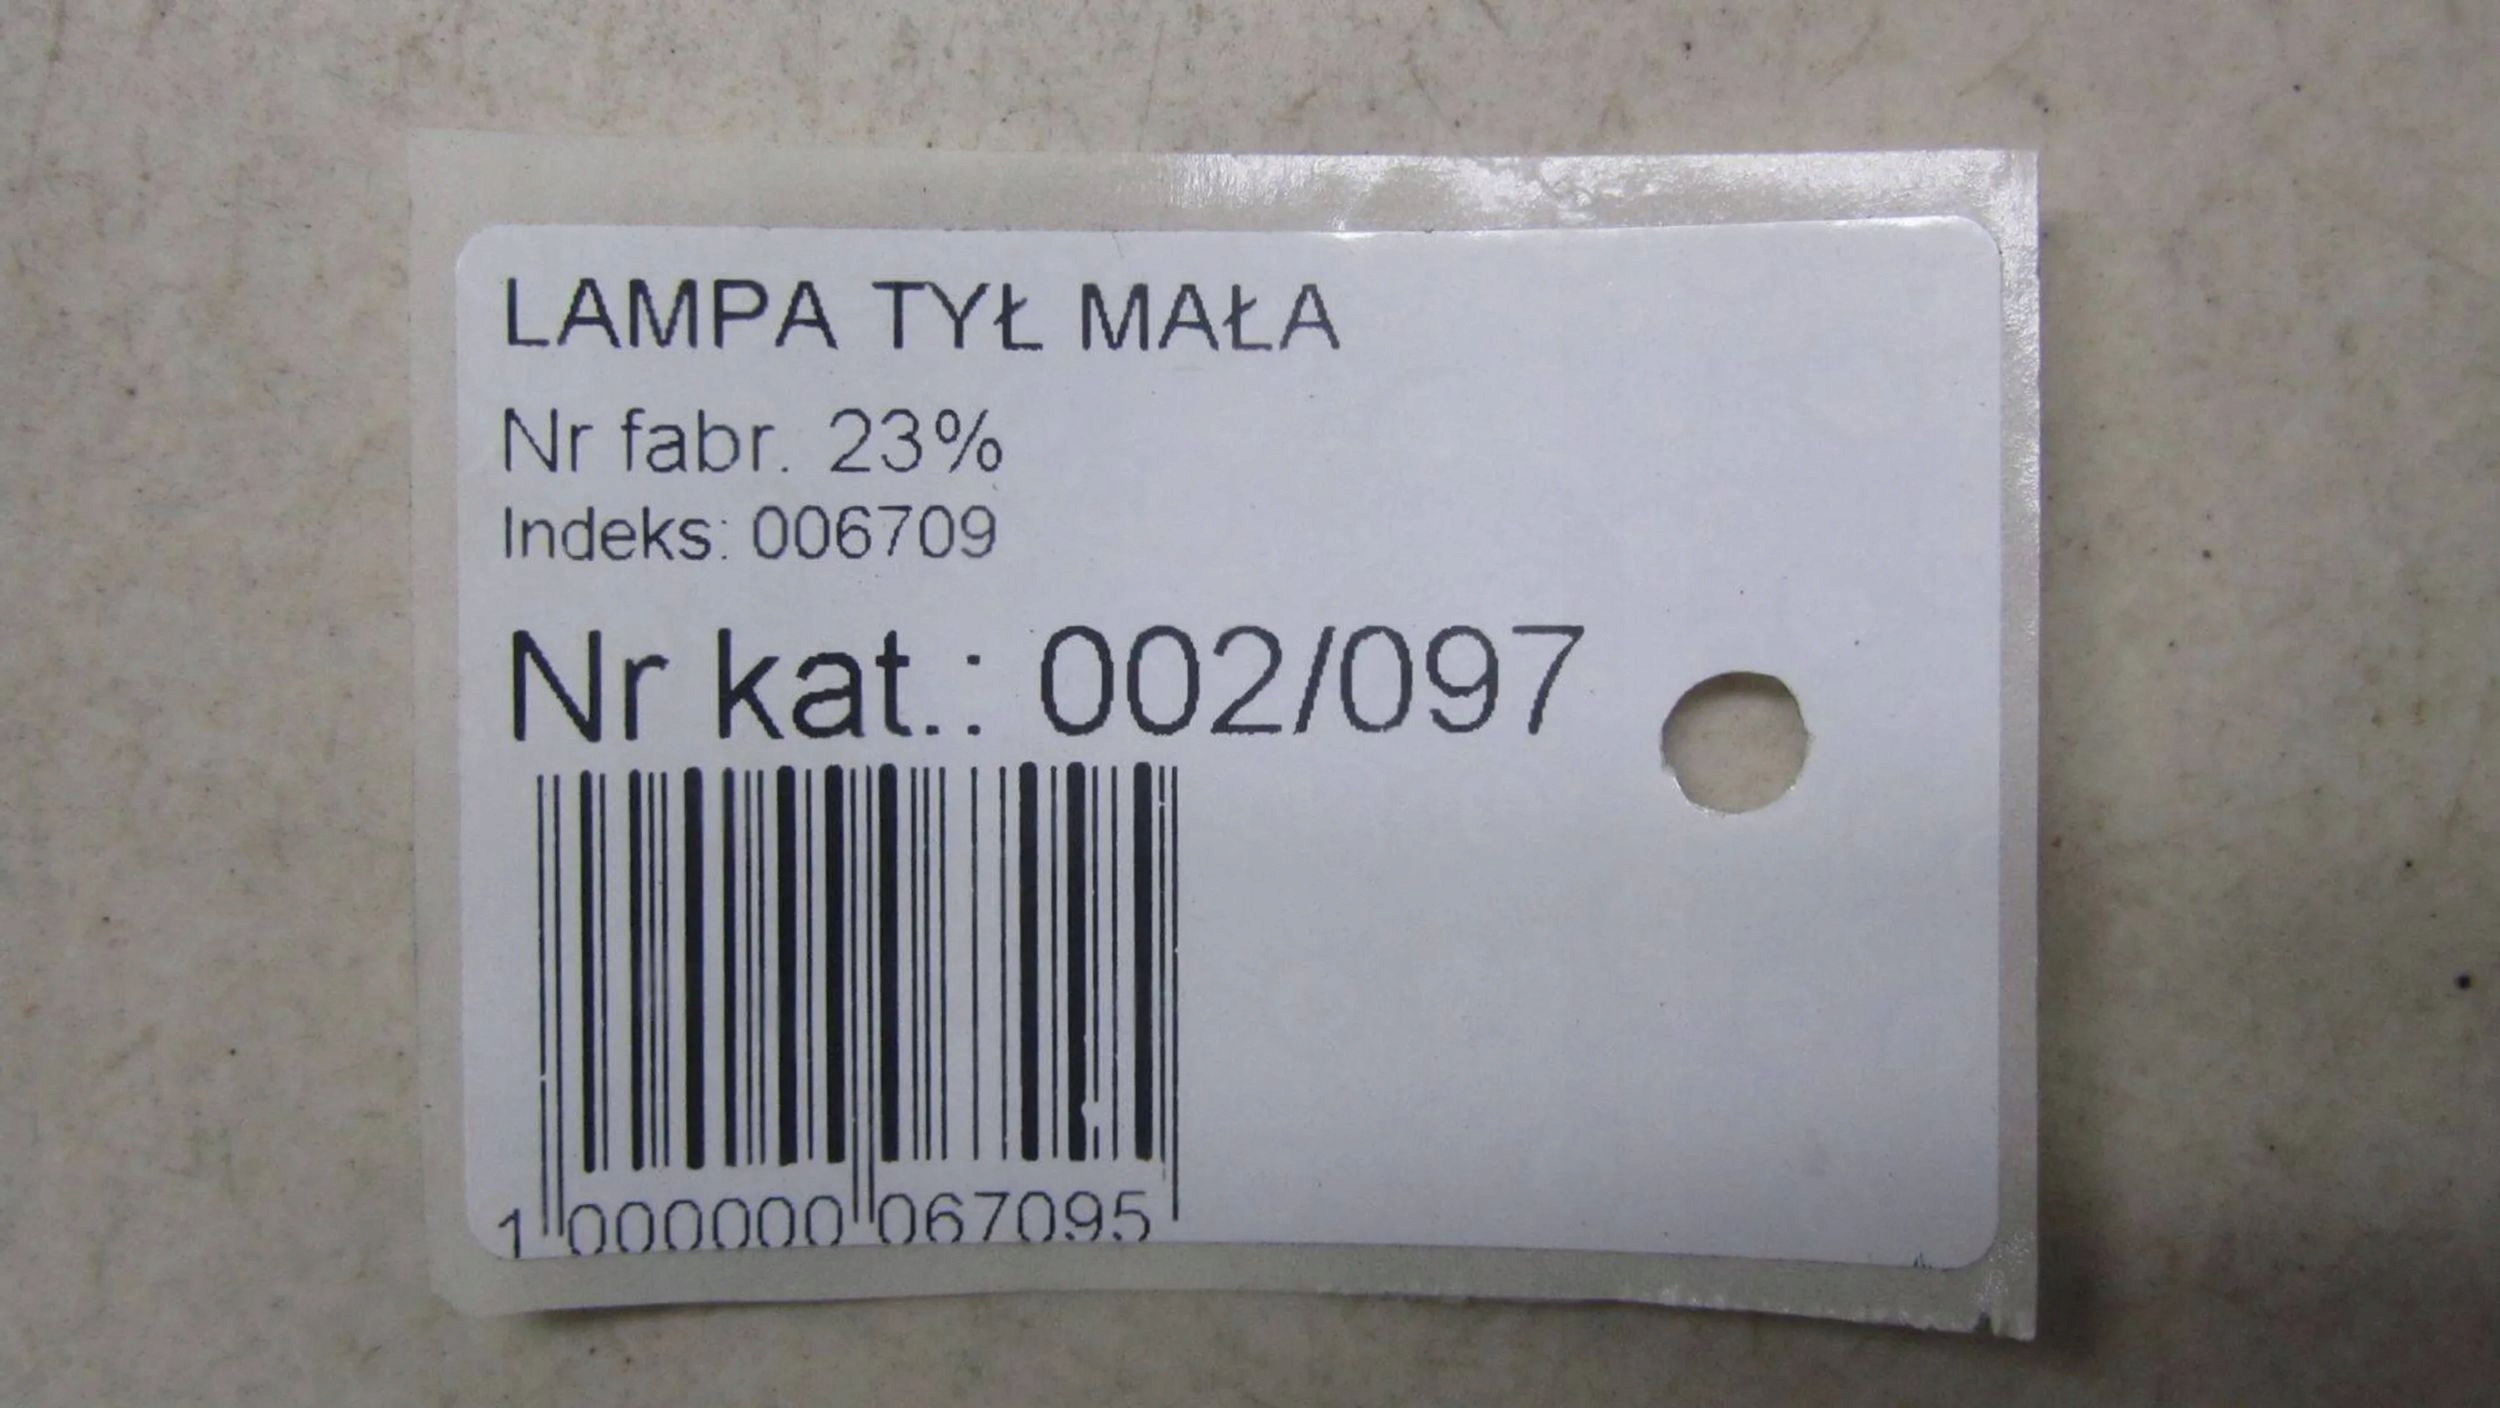 LAMPA TYŁ MAŁA
Nr fabr. 23%
Indeks: 006709
Nr kat.: 002/097
1 000000 067095